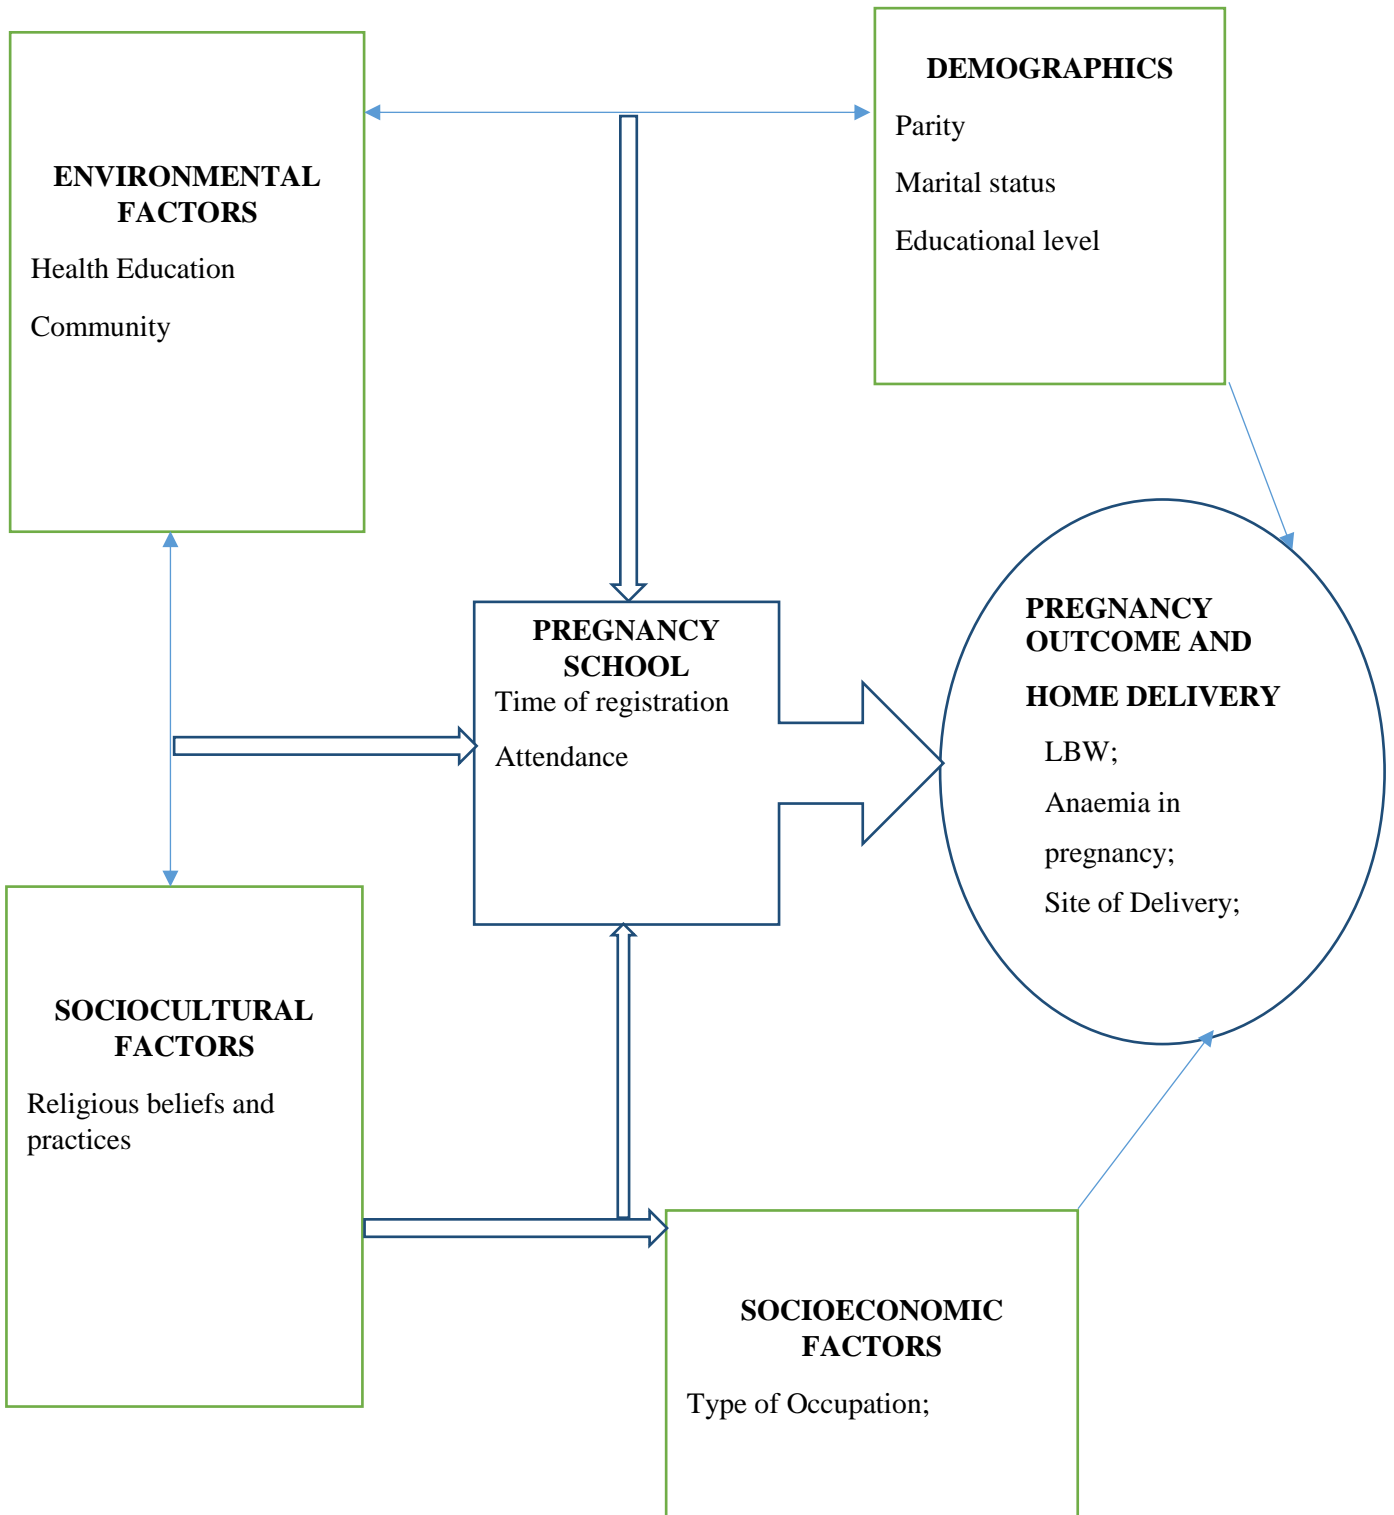 DEMOGRAPHICS
Parity
Marital status
Educational level
ENVIRONMENTAL
FACTORS
Health Education
Community
PREGNANCY
SCHOOL
Time of registration
Attendance
PREGNANCY
OUTCOME AND
HOME DELIVERY
LBW;
Anaemia in
pregnancy;
Site of Delivery;
SOCIOCULTURAL
FACTORS
Religious beliefs and
practices
SOCIOECONOMIC
FACTORS
Type of Occupation;